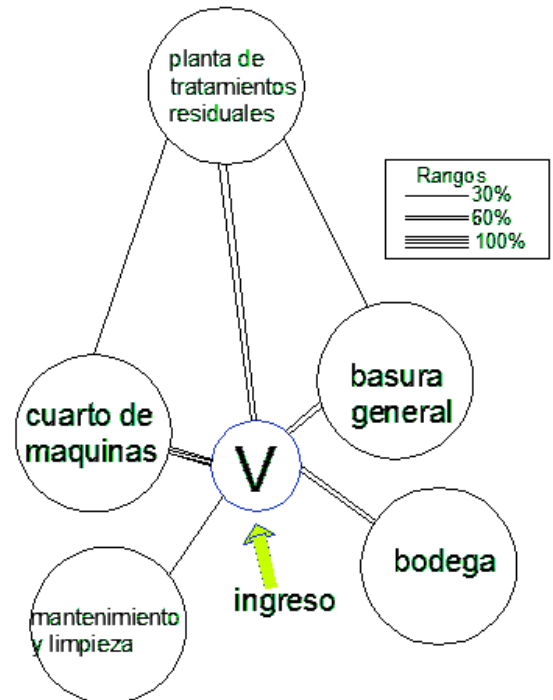 planta de
tratamientos
residuales
Rangos
30%
60%
100%
basura
general
cuarto de
maquinas
V
bodega
ingreso
mantenimiento
y limpieza